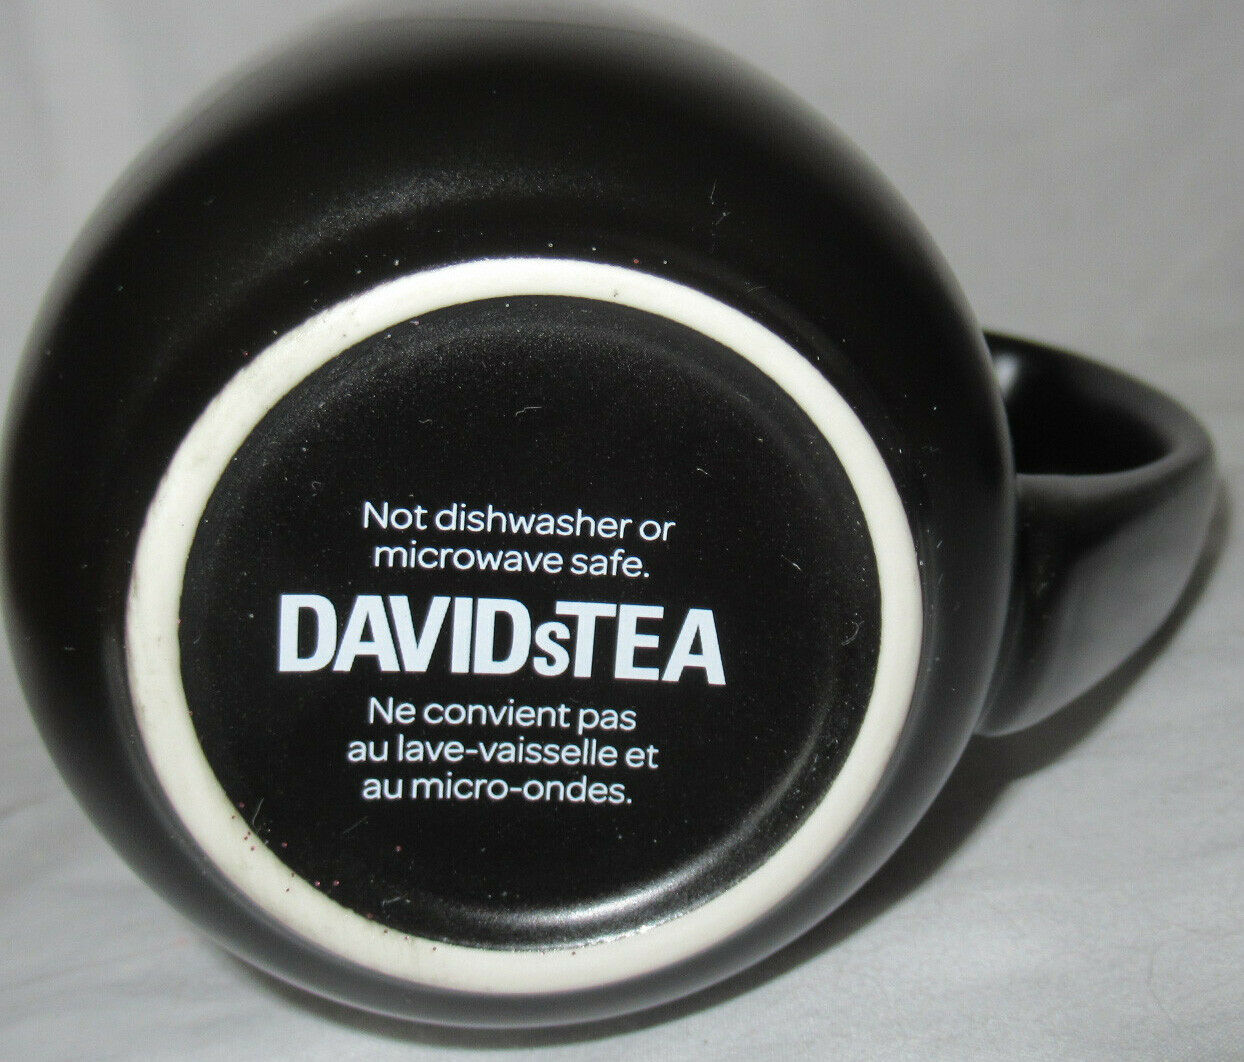 Not dishwasher or
microwave safe.
DAVIDsTEA
Ne convient pas
au lave-vaisselle et
au micro-ondes.